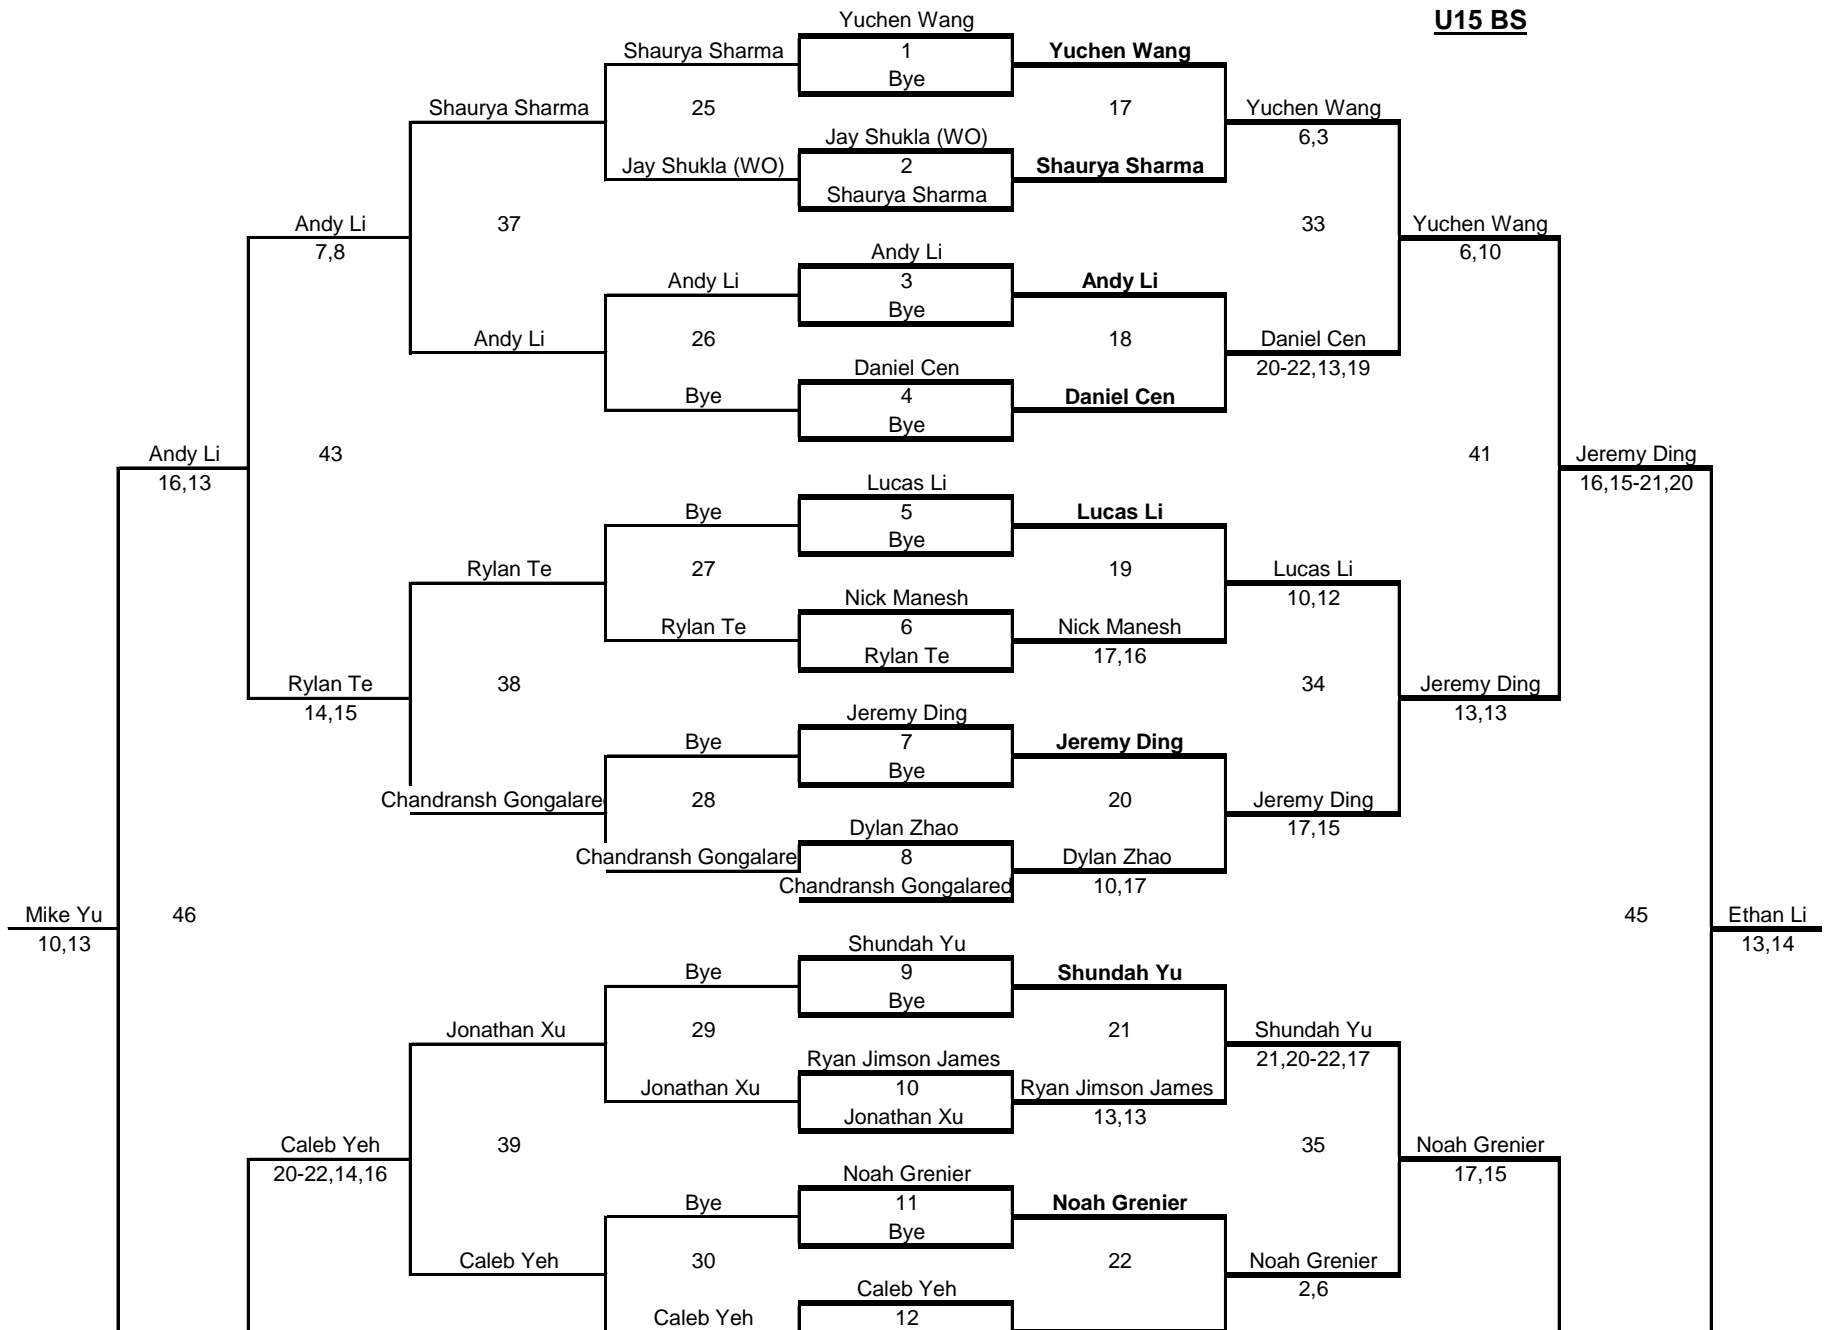 Yuchen Wang
U15 BS
Shaurya Sharma 1 Yuchen Wang
Bye
Shaurya Sharma 25 17 Yuchen Wang
Jay Shukla (WO) 6,3
Jay Shukla (WO) 2 Shaurya Sharma
Shaurya Sharma
Andy Li 37 33 Yuchen Wang
7,8 Andy Li 6,10
Andy Li 3 Andy Li
Bye
Andy Li 26 18 Daniel Cen
Daniel Cen 20-22,13,19
Bye 4 Daniel Cen
Bye
Andy Li 43 41 Jeremy Ding
16,13 Lucas Li 16,15-21,20
Bye 5 Lucas Li
Bye
Rylan Te 27 19 Lucas Li
Nick Manesh 10,12
Rylan Te 6 Nick Manesh
Rylan Te 17,16
Rylan Te 38 34 Jeremy Ding
14,15 Jeremy Ding 13,13
Bye 7 Jeremy Ding
Bye
Chandransh Gongalared 28 20 Jeremy Ding
Dylan Zhao 17,15
Chandransh Gongalare 8 Dylan Zhao
Chandransh Gongalared 10,17
Mike Yu 46 45 Ethan Li
10,13 Shundah Yu 13,14
Bye 9 Shundah Yu
Bye
Jonathan Xu 29 21 Shundah Yu
Ryan Jimson James 21,20-22,17
Jonathan Xu 10 Ryan Jimson James
Jonathan Xu 13,13
Caleb Yeh 39 35 Noah Grenier
20-22,14,16 Noah Grenier 17,15
Bye 11 Noah Grenier
Bye
Caleb Yeh 30 22 Noah Grenier
Caleb Yeh 2,6
Caleb Yeh 12